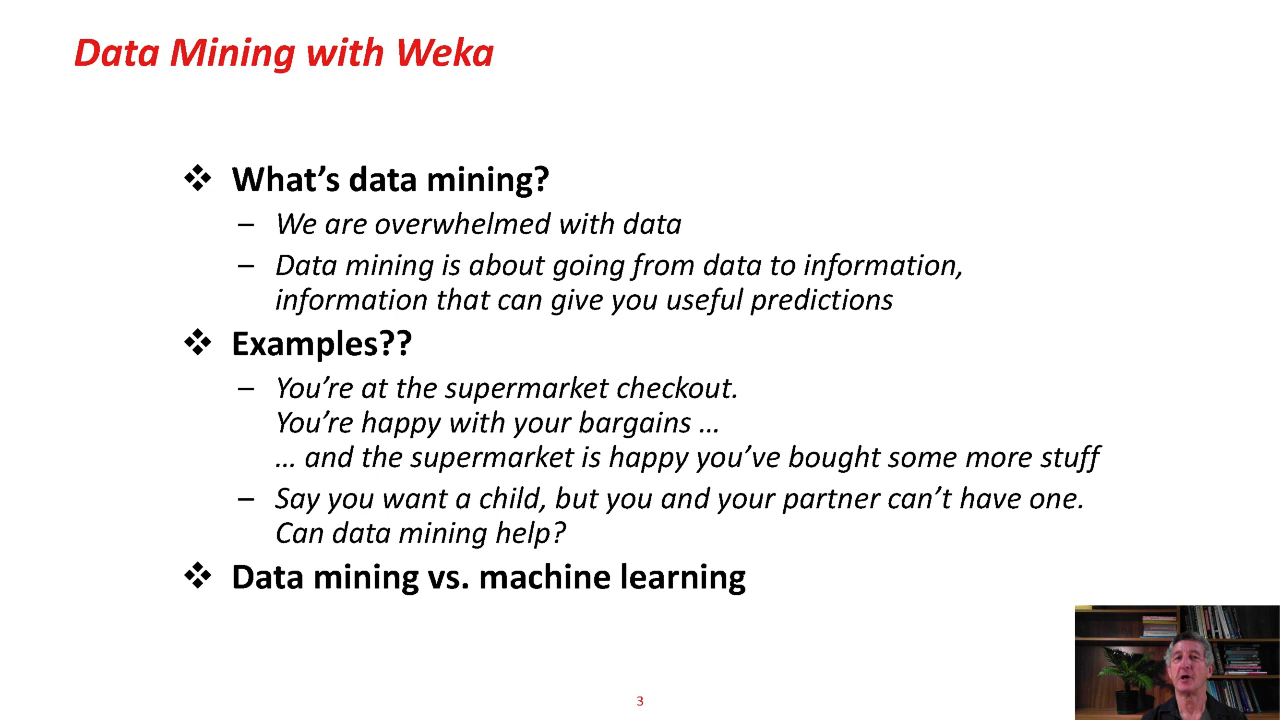 Data Mining with Weka
❖ What's data mining?
– We are overwhelmed with data
– Data mining is about going from data to information,
information that can give you useful predictions
❖ Examples??
– You're at the supermarket checkout.
You're happy with your bargains …
… and the supermarket is happy you've bought some more stuff
– Say you want a child, but you and your partner can't have one.
Can data mining help?
❖ Data mining vs. machine learning
3